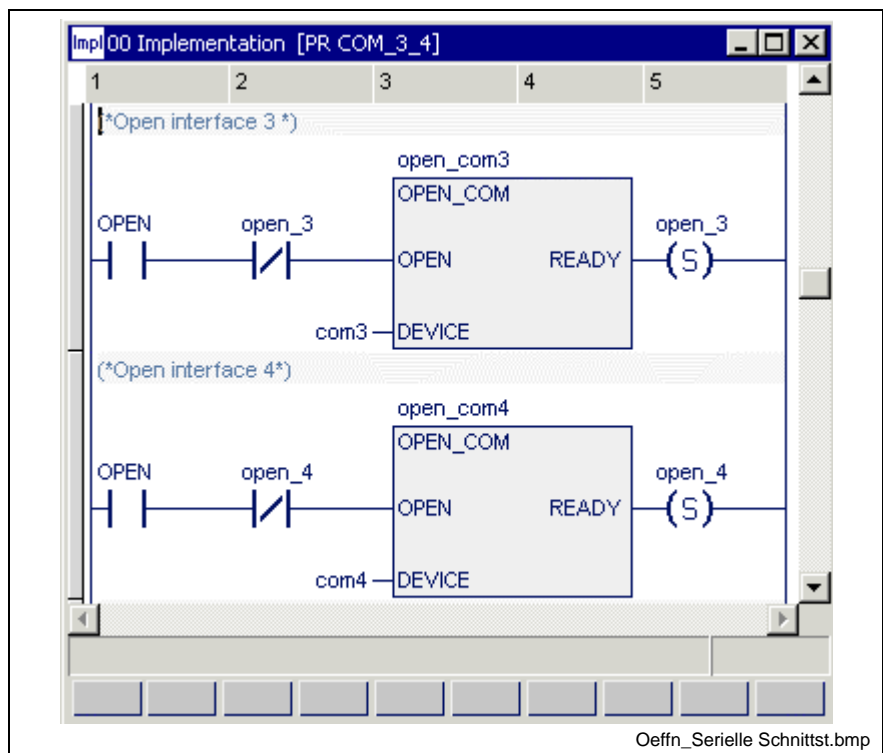 Impl 00 Implementation [PR COM_3_4]
1 2 3 4 5
(*Open interface 3 *)
open_com3
OPEN_COM
OPEN open_3 open_3
OPEN READY (S)
com3 DEVICE
(*Open interface 4*)
open_com4
OPEN_COM
OPEN open_4 open_4
OPEN READY (S)
com4 DEVICE
Oeffn_Serielle Schnittst.bmp